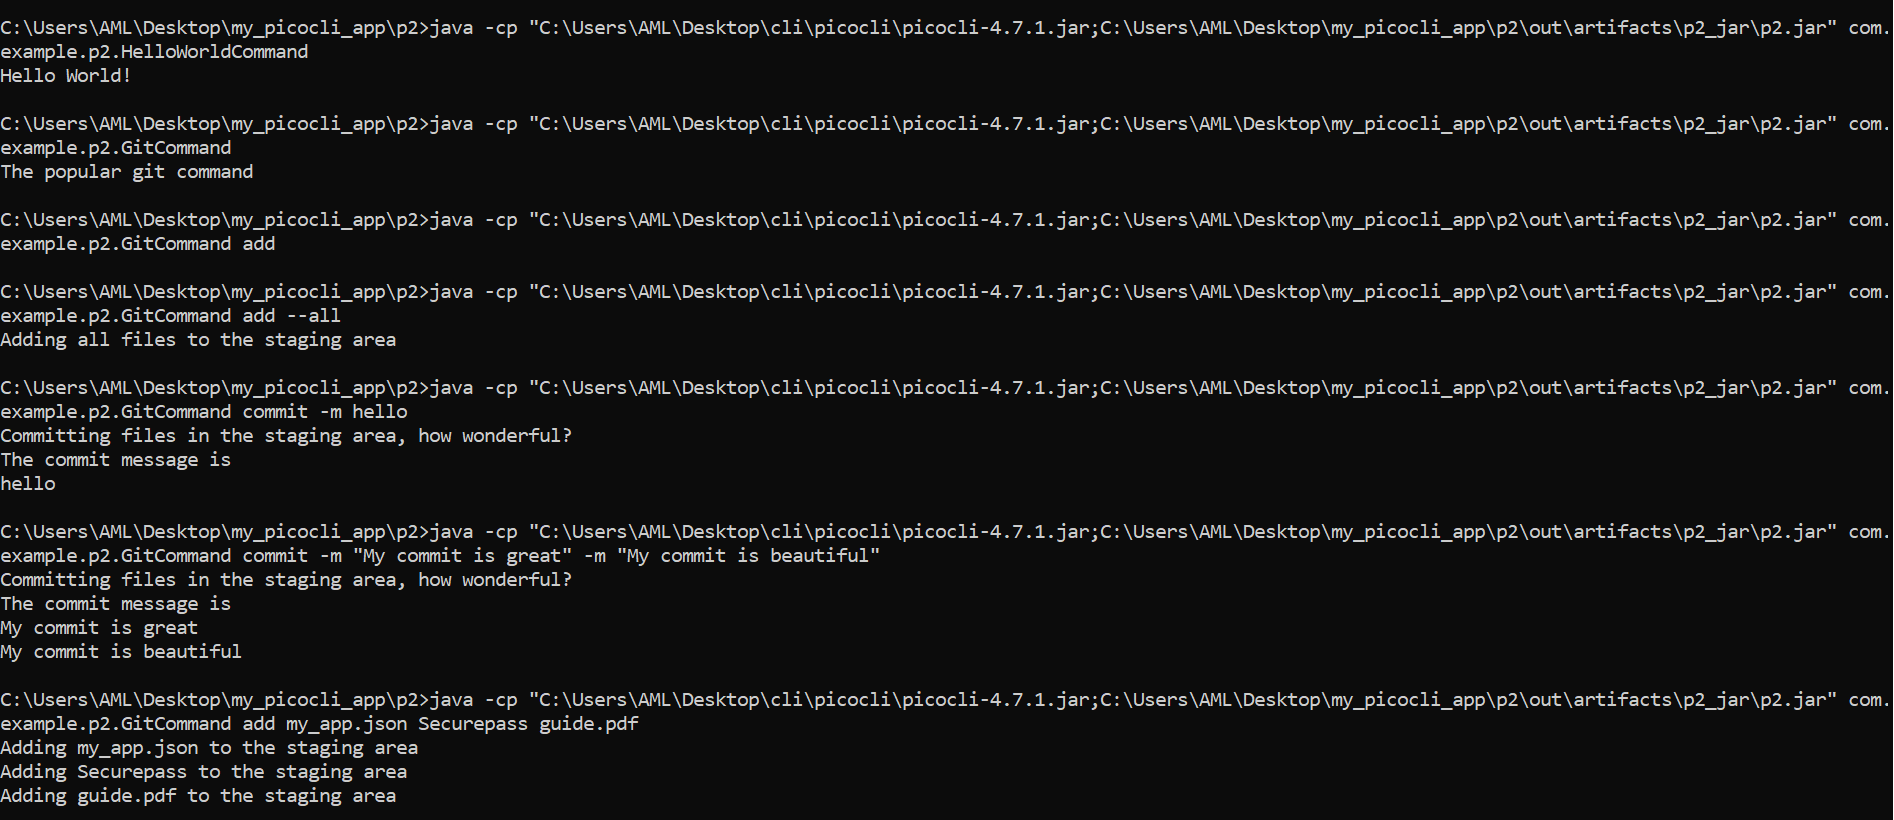 C:\Users\AML\Desktop\my_picocli_app\p2>java -cp "C:\Users\AML\Desktop\cli\picocli\picocli-4.7.1.jar;C:\Users\AML\Desktop\my_picocli_app\p2\out\artifacts\p2_jar\p2.jar" com.
example.p2.HelloWorldCommand
Hello World!
C:\Users\AML\Desktop\my_picocli_app\p2>java -cp "C:\Users\AML\Desktop\cli\picocli\picocli-4.7.1.jar;C:\Users\AML\Desktop\my_picocli_app\p2\out\artifacts\p2_jar\p2.jar" com.
example.p2.GitCommand
The popular git command
C:\Users\AML\Desktop\my_picocli_app\p2>java -cp "C:\Users\AML\Desktop\cli\picocli\picocli-4.7.1.jar;C:\Users\AML\Desktop\my_picocli_app\p2\out\artifacts\p2_jar\p2.jar" com.
example.p2.GitCommand add
C:\Users\AML\Desktop\my_picocli_app\p2>java -cp "C:\Users\AML\Desktop\cli\picocli\picocli-4.7.1.jar;C:\Users\AML\Desktop\my_picocli_app\p2\out\artifacts\p2_jar\p2.jar" com.
example.p2.GitCommand add --all
Adding all files to the staging area
C:\Users\AML\Desktop\my_picocli_app\p2>java -cp "C:\Users\AML\Desktop\cli\picocli\picocli-4.7.1.jar;C:\Users\AML\Desktop\my_picocli_app\p2\out\artifacts\p2_jar\p2.jar" com.
example.p2.GitCommand commit -m hello
Committing files in the staging area, how wonderful?
The commit message is
hello
C:\Users\AML\Desktop\my_picocli_app\p2>java -cp "C:\Users\AML\Desktop\cli\picocli\picocli-4.7.1.jar;C:\Users\AML\Desktop\my_picocli_app\p2\out\artifacts\p2_jar\p2.jar" com.
example.p2.GitCommand commit -m "My commit is great" -m "My commit is beautiful"
Committing files in the staging area, how wonderful?
The commit message is
My commit is great
My commit is beautiful
C:\Users\AML\Desktop\my_picocli_app\p2>java -cp "C:\Users\AML\Desktop\cli\picocli\picocli-4.7.1.jar;C:\Users\AML\Desktop\my_picocli_app\p2\out\artifacts\p2_jar\p2.jar" com.
example.p2.GitCommand add my_app.json Securepass guide.pdf
Adding my_app.json to the staging area
Adding Securepass to the staging area
Adding guide.pdf to the staging area